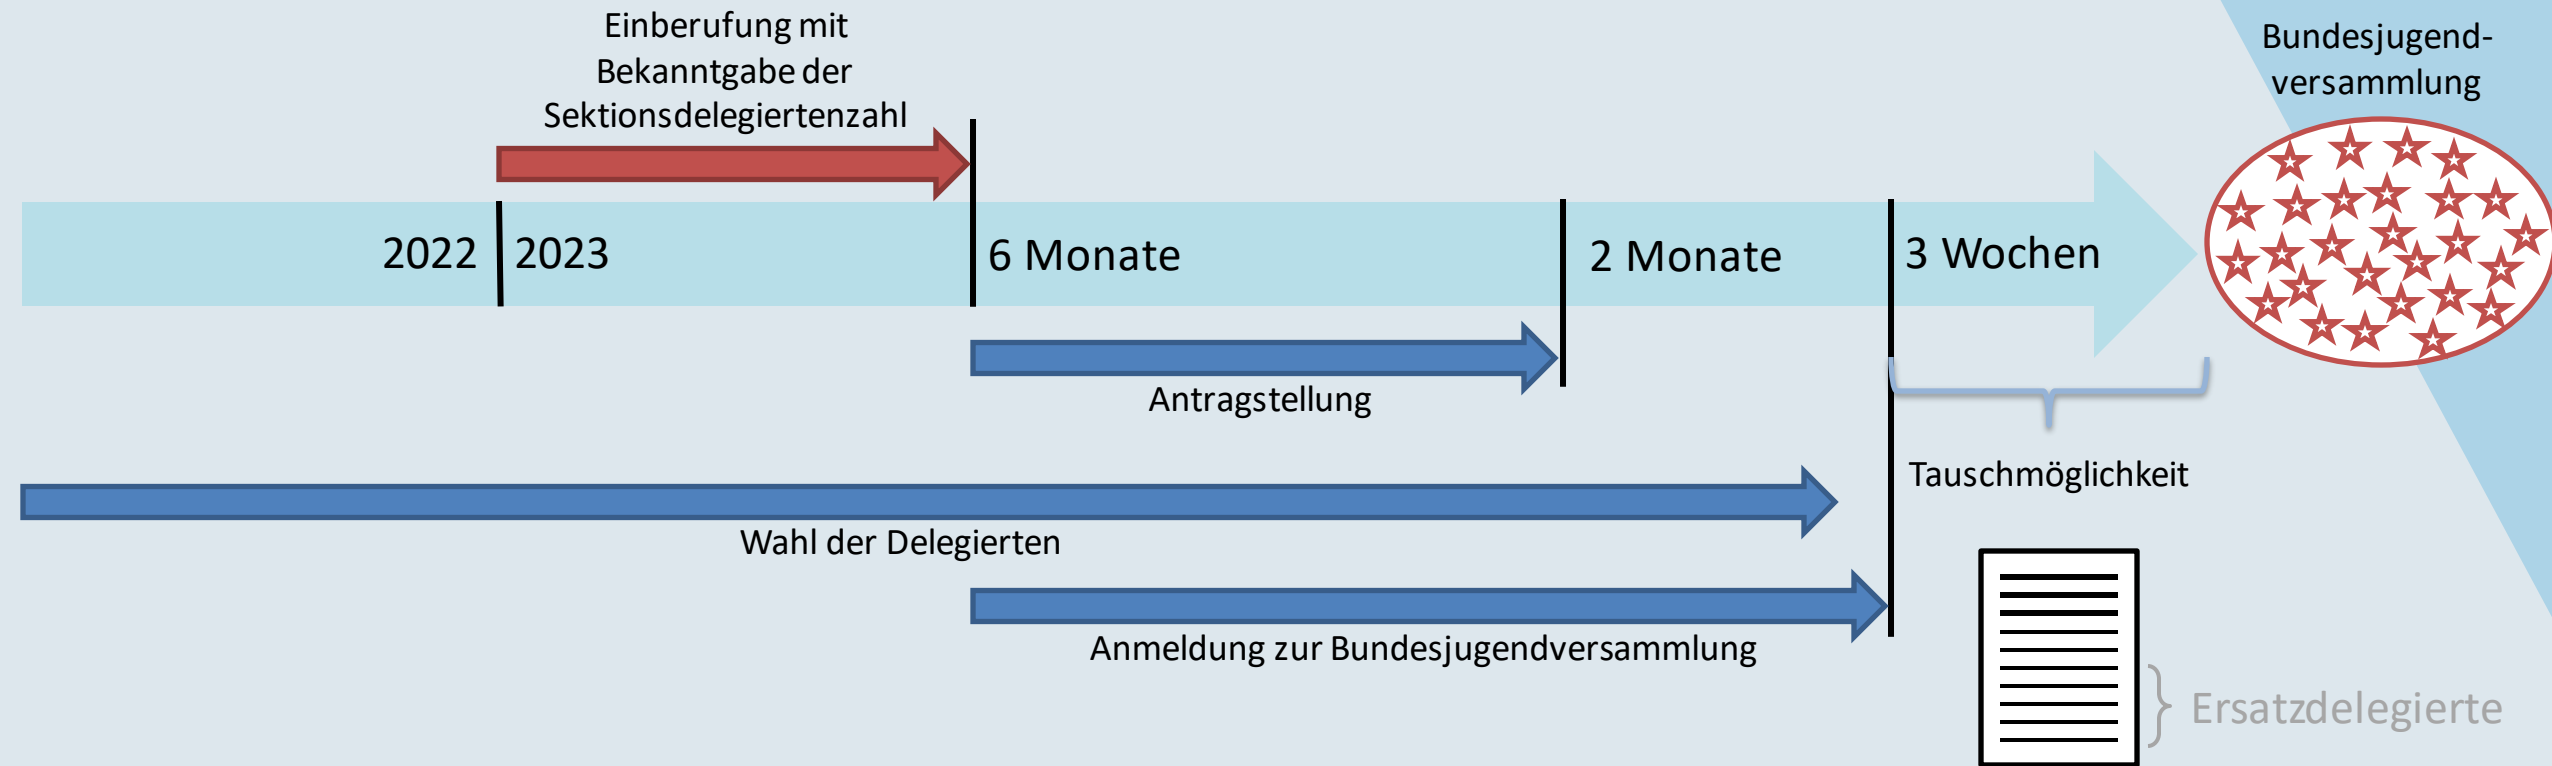 Einberufung mit
Bekanntgabe der
Sektionsdelegiertenzahl
Bundesjugend-
versammlung
2022
2023
6 Monate
2 Monate
3 Wochen
Antragstellung
Tauschmöglichkeit
Wahl der Delegierten
Anmeldung zur Bundesjugendversammlung
Ersatzdelegierte